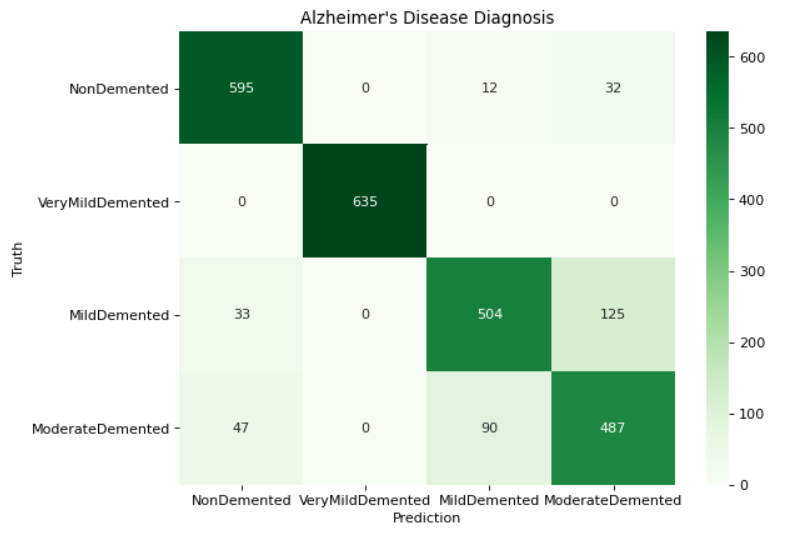 Alzheimer's Disease Diagnosis
NonDemented 595 0 12 32
VeryMildDemented 0 635 0 0
MildDemented 33 0 504 125
ModerateDemented 47 0 90 487
NonDemented VeryMildDemented MildDemented ModerateDemented
Prediction
Truth
600
500
400
300
200
100
0